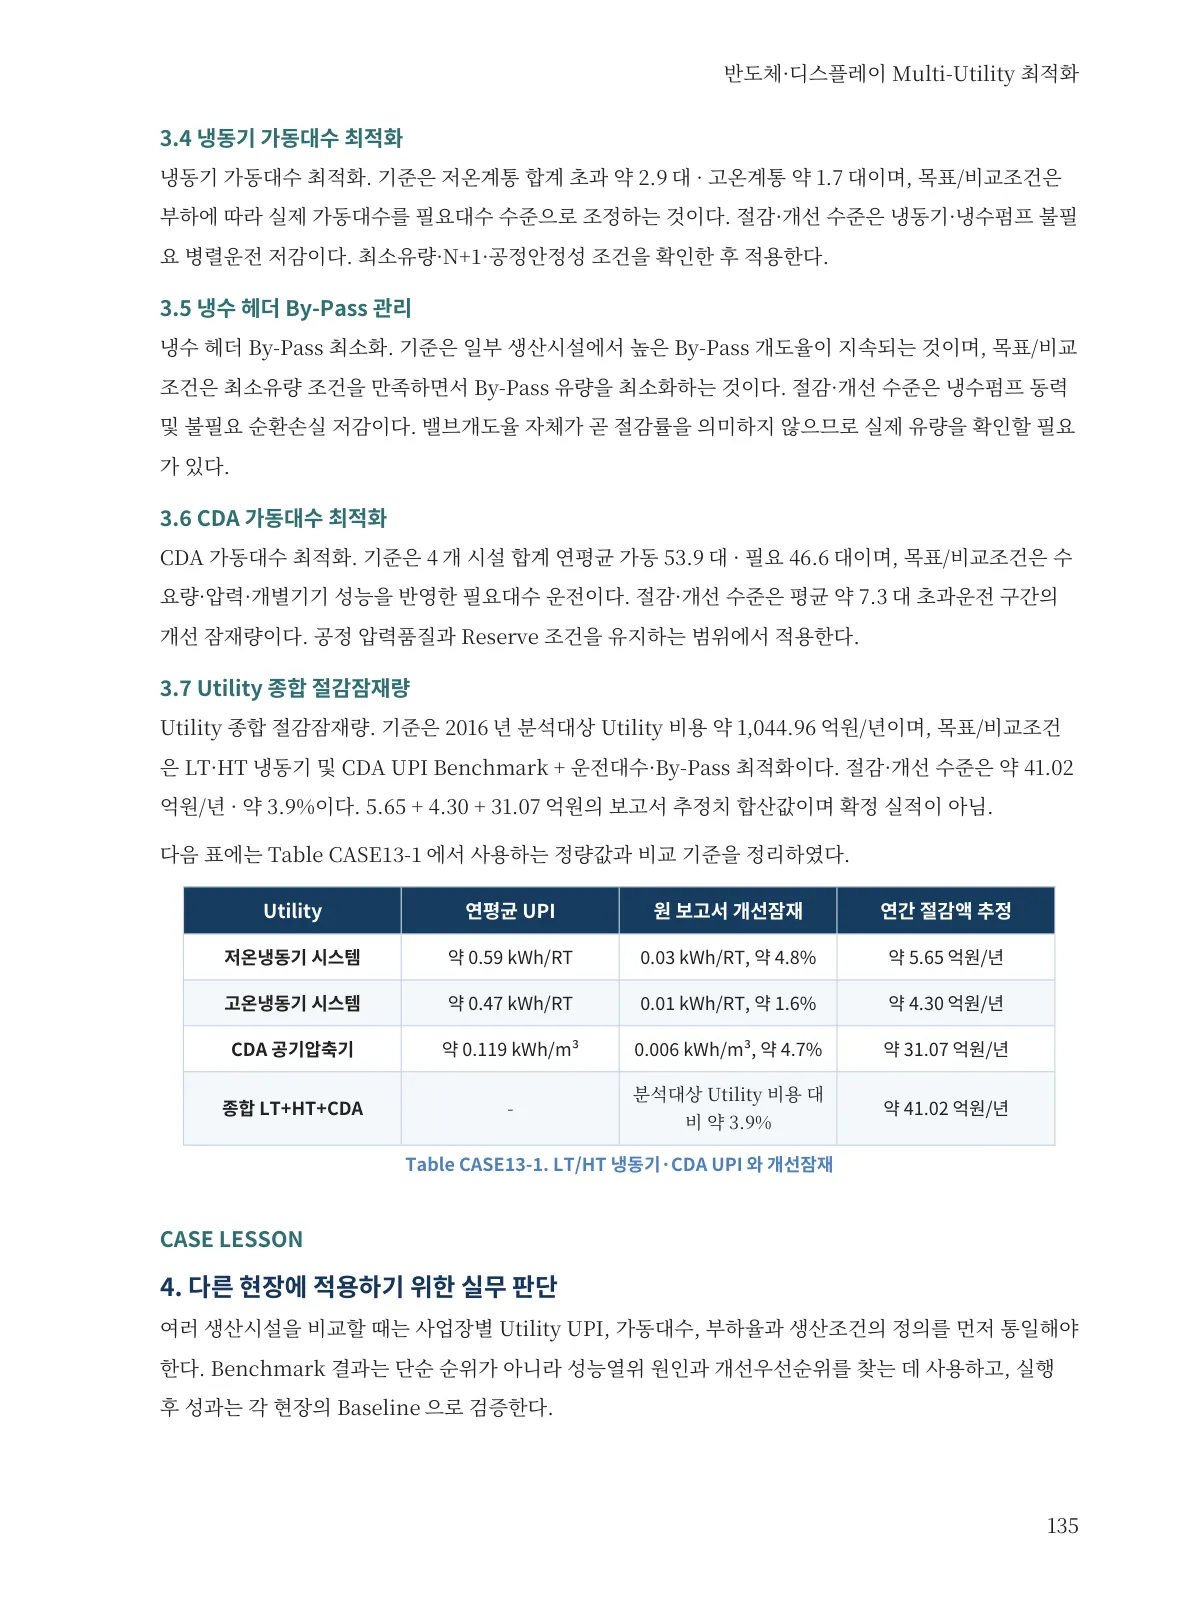 반도체·디스플레이 Multi-Utility 최적화
3.4 냉동기 가동대수 최적화
냉동기 가동대수 최적화. 기준은 저온계통 합계 초과 약 2.9 대 · 고온계통 약 1.7 대이며, 목표/비교조건은
부하에 따라 실제 가동대수를 필요대수 수준으로 조정하는 것이다. 절감·개선 수준은 냉동기·냉수펌프 불필
요 병렬운전 저감이다. 최소유량·N+1·공정안정성 조건을 확인한 후 적용한다.
3.5 냉수 헤더 By-Pass 관리
냉수 헤더 By-Pass 최소화. 기준은 일부 생산시설에서 높은 By-Pass 개도율이 지속되는 것이며, 목표/비교
조건은 최소유량 조건을 만족하면서 By-Pass 유량을 최소화하는 것이다. 절감·개선 수준은 냉수펌프 동력
및 불필요 순환손실 저감이다. 밸브개도율 자체가 곧 절감률을 의미하지 않으므로 실제 유량을 확인할 필요
가 있다.
3.6 CDA 가동대수 최적화
CDA 가동대수 최적화. 기준은 4 개 시설 합계 연평균 가동 53.9 대 · 필요 46.6 대이며, 목표/비교조건은 수
요량·압력·개별기기 성능을 반영한 필요대수 운전이다. 절감·개선 수준은 평균 약 7.3 대 초과운전 구간의
개선 잠재량이다. 공정 압력품질과 Reserve 조건을 유지하는 범위에서 적용한다.
3.7 Utility 종합 절감잠재량
Utility 종합 절감잠재량. 기준은 2016 년 분석대상 Utility 비용 약 1,044.96 억원/년이며, 목표/비교조건
은 LT·HT 냉동기 및 CDA UPI Benchmark + 운전대수·By-Pass 최적화이다. 절감·개선 수준은 약 41.02
억원/년 · 약 3.9%이다. 5.65 + 4.30 + 31.07 억원의 보고서 추정치 합산값이며 확정 실적이 아님.
다음 표에는 Table CASE13-1 에서 사용하는 정량값과 비교 기준을 정리하였다.
Utility 연평균 UPI 원 보고서 개선잠재 연간 절감액 추정
저온냉동기 시스템 약 0.59 kWh/RT 0.03 kWh/RT, 약 4.8% 약 5.65 억원/년
고온냉동기 시스템 약 0.47 kWh/RT 0.01 kWh/RT, 약 1.6% 약 4.30 억원/년
CDA 공기압축기 약 0.119 kWh/m³ 0.006 kWh/m³, 약 4.7% 약 31.07 억원/년
종합 LT+HT+CDA - 분석대상 Utility 비용 대
비 약 3.9% 약 41.02 억원/년
Table CASE13-1. LT/HT 냉동기·CDA UPI 와 개선잠재
CASE LESSON
4. 다른 현장에 적용하기 위한 실무 판단
여러 생산시설을 비교할 때는 사업장별 Utility UPI, 가동대수, 부하율과 생산조건의 정의를 먼저 통일해야
한다. Benchmark 결과는 단순 순위가 아니라 성능열위 원인과 개선우선순위를 찾는 데 사용하고, 실행
후 성과는 각 현장의 Baseline 으로 검증한다.
135